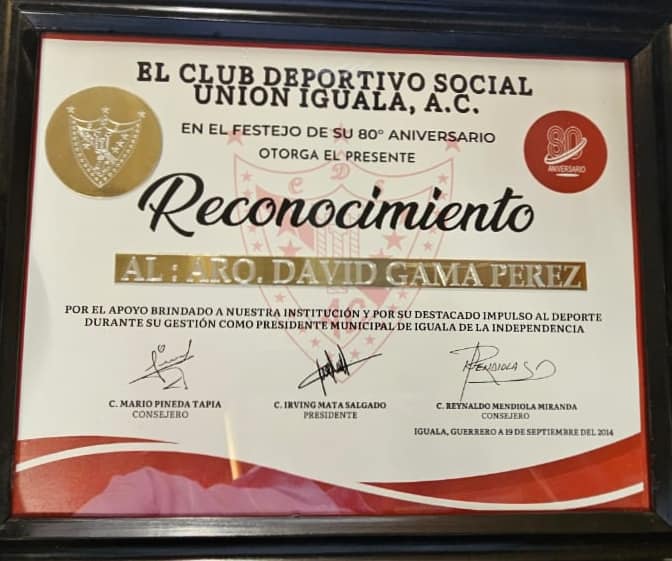 EL CLUB DEPORTIVO SOCIAL
UNION IGUALA, A.C.
EN EL FESTEJO DE SU 80° ANIVERSARIO
OTORGA EL PRESENTE
80
ANIVERSARIO
Reconocimiento
AL : ARQ. DAVID GAMA PEREZ
POR EL APOYO BRINDADO A NUESTRA INSTITUCIÓN Y POR SU DESTACADO IMPULSO AL DEPORTE
DURANTE SU GESTIÓN COMO PRESIDENTE MUNICIPAL DE IGUALA DE LA INDEPENDENCIA
C. MARIO PINEDA TAPIA
CONSEJERO
C. IRVING MATA SALGADO
PRESIDENTE
C. REYNALDO MENDIOLA MIRANDA
CONSEJERO
IGUALA, GUERRERO A 19 DE SEPTIEMBRE DEL 2014